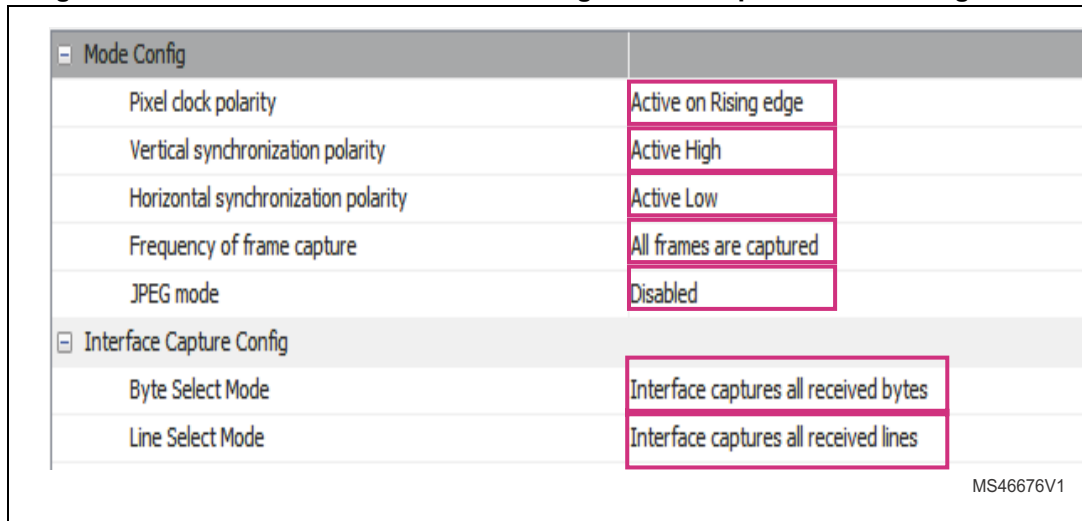 Mode Config
Pixel clock polarity Active on Rising edge
Vertical synchronization polarity Active High
Horizontal synchronization polarity Active Low
Frequency of frame capture All frames are captured
JPEG mode Disabled
Interface Capture Config
Byte Select Mode Interface captures all received bytes
Line Select Mode Interface captures all received lines
MS46676V1